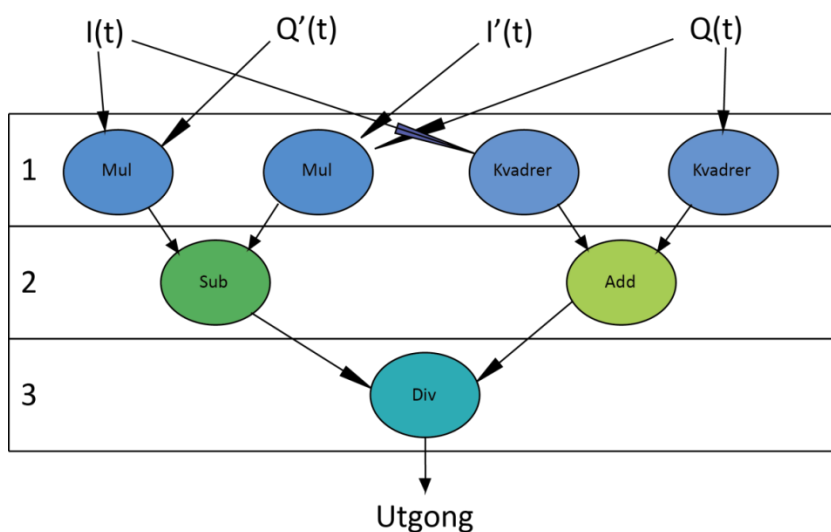 I(t) Q’(t) I’(t) Q(t)
1 Mul Mul Kvadrer Kvadrer
2 Sub Add
3 Div
Utgong